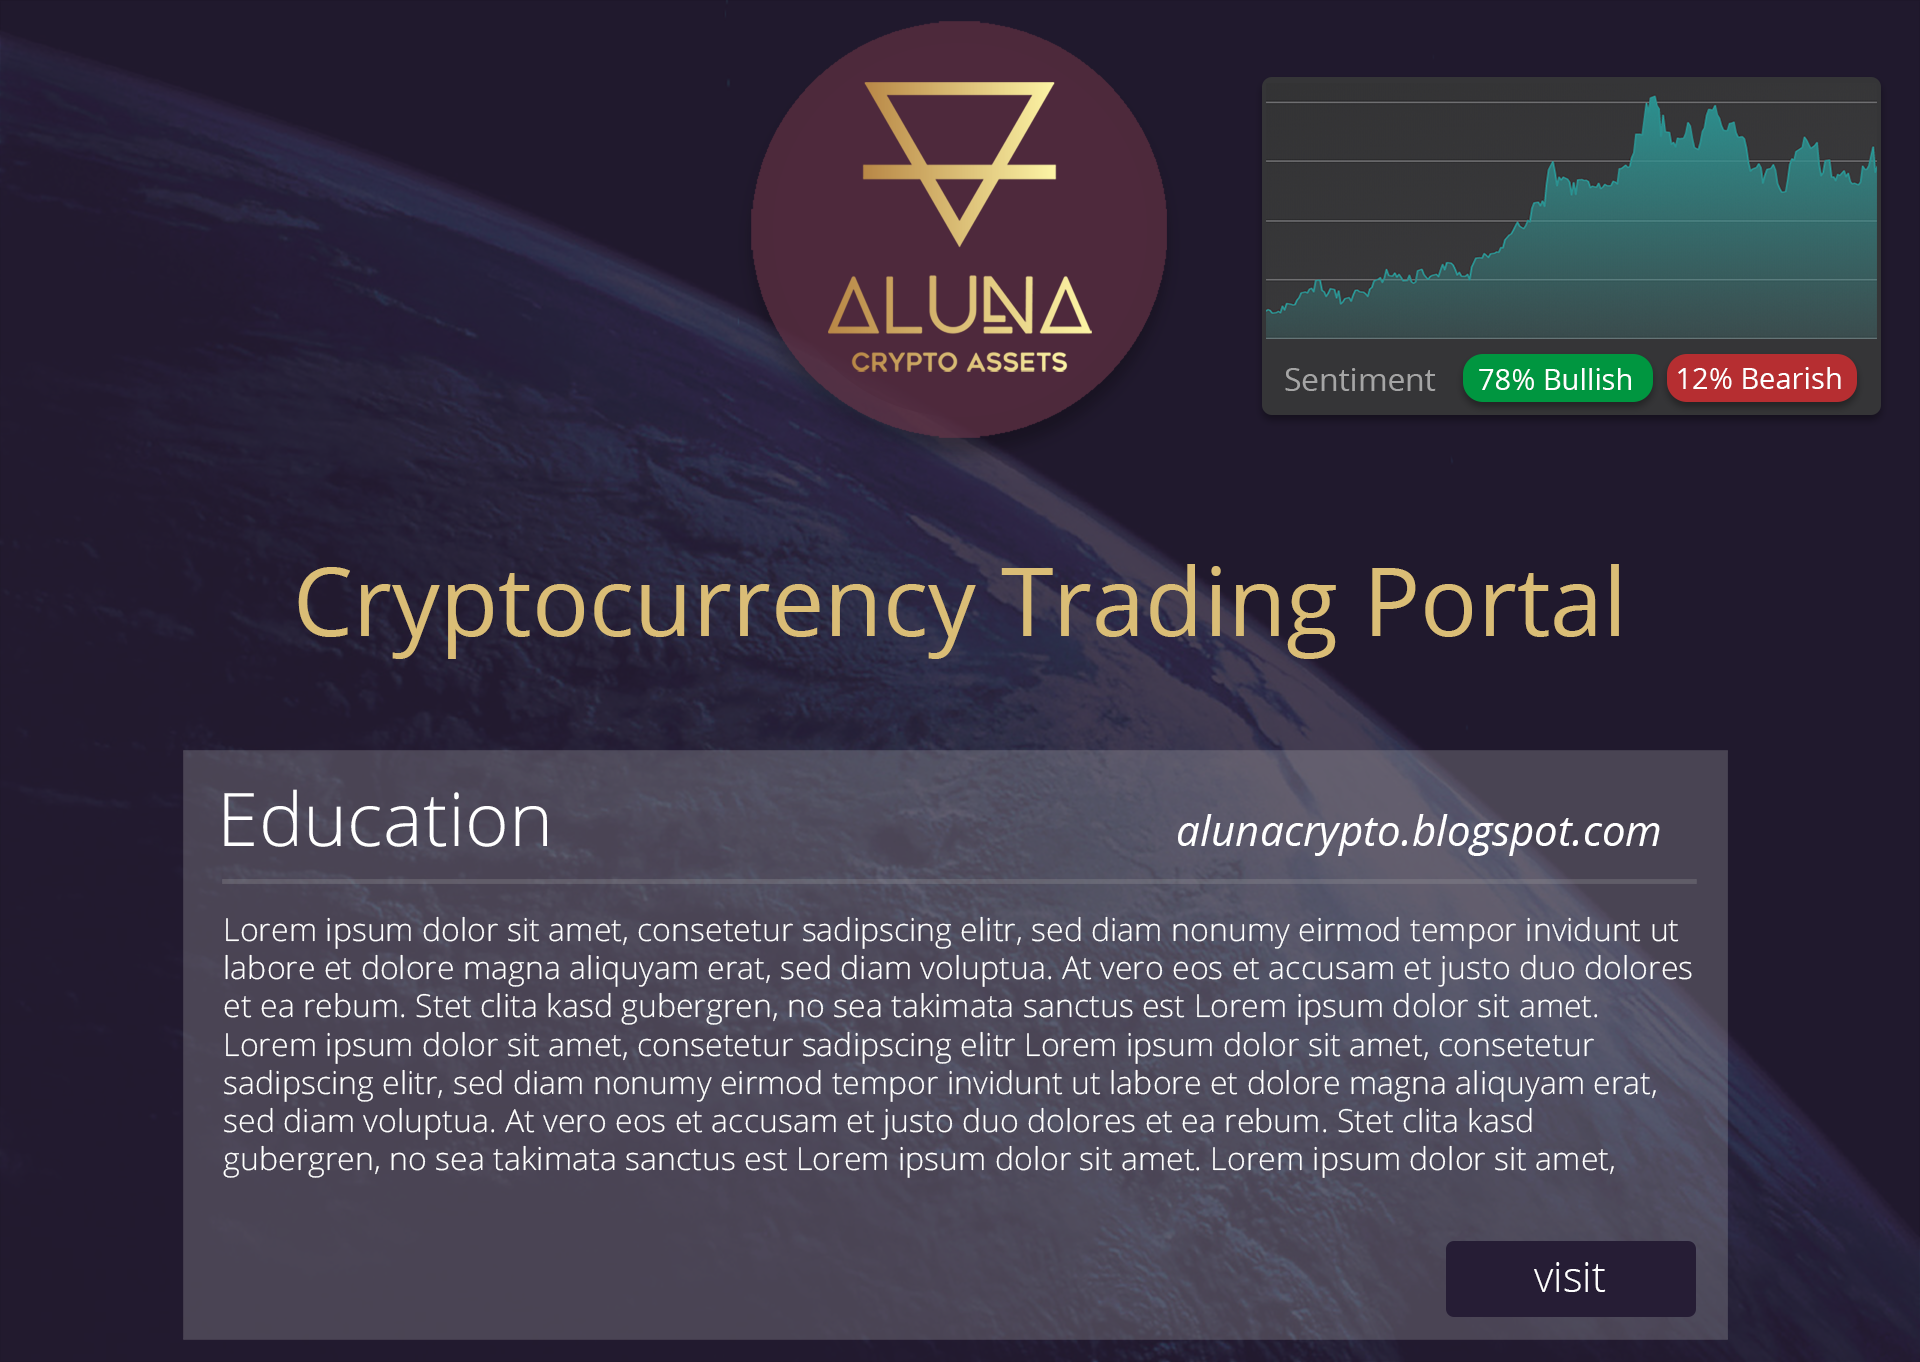 ALUNA
CRYPTO ASSETS
Sentiment 78% Bullish 12% Bearish
Cryptocurrency Trading Portal
Education alunacrypto.blogspot.com
Lorem ipsum dolor sit amet, consetetur sadipscing elitr, sed diam nonumy eirmod tempor invidunt ut
labore et dolore magna aliquyam erat, sed diam voluptua. At vero eos et accusam et justo duo dolores
et ea rebum. Stet clita kasd gubergren, no sea takimata sanctus est Lorem ipsum dolor sit amet.
Lorem ipsum dolor sit amet, consetetur sadipscing elitr Lorem ipsum dolor sit amet, consetetur
sadipscing elitr, sed diam nonumy eirmod tempor invidunt ut labore et dolore magna aliquyam erat,
sed diam voluptua. At vero eos et accusam et justo duo dolores et ea rebum. Stet clita kasd
gubergren, no sea takimata sanctus est Lorem ipsum dolor sit amet. Lorem ipsum dolor sit amet,
visit